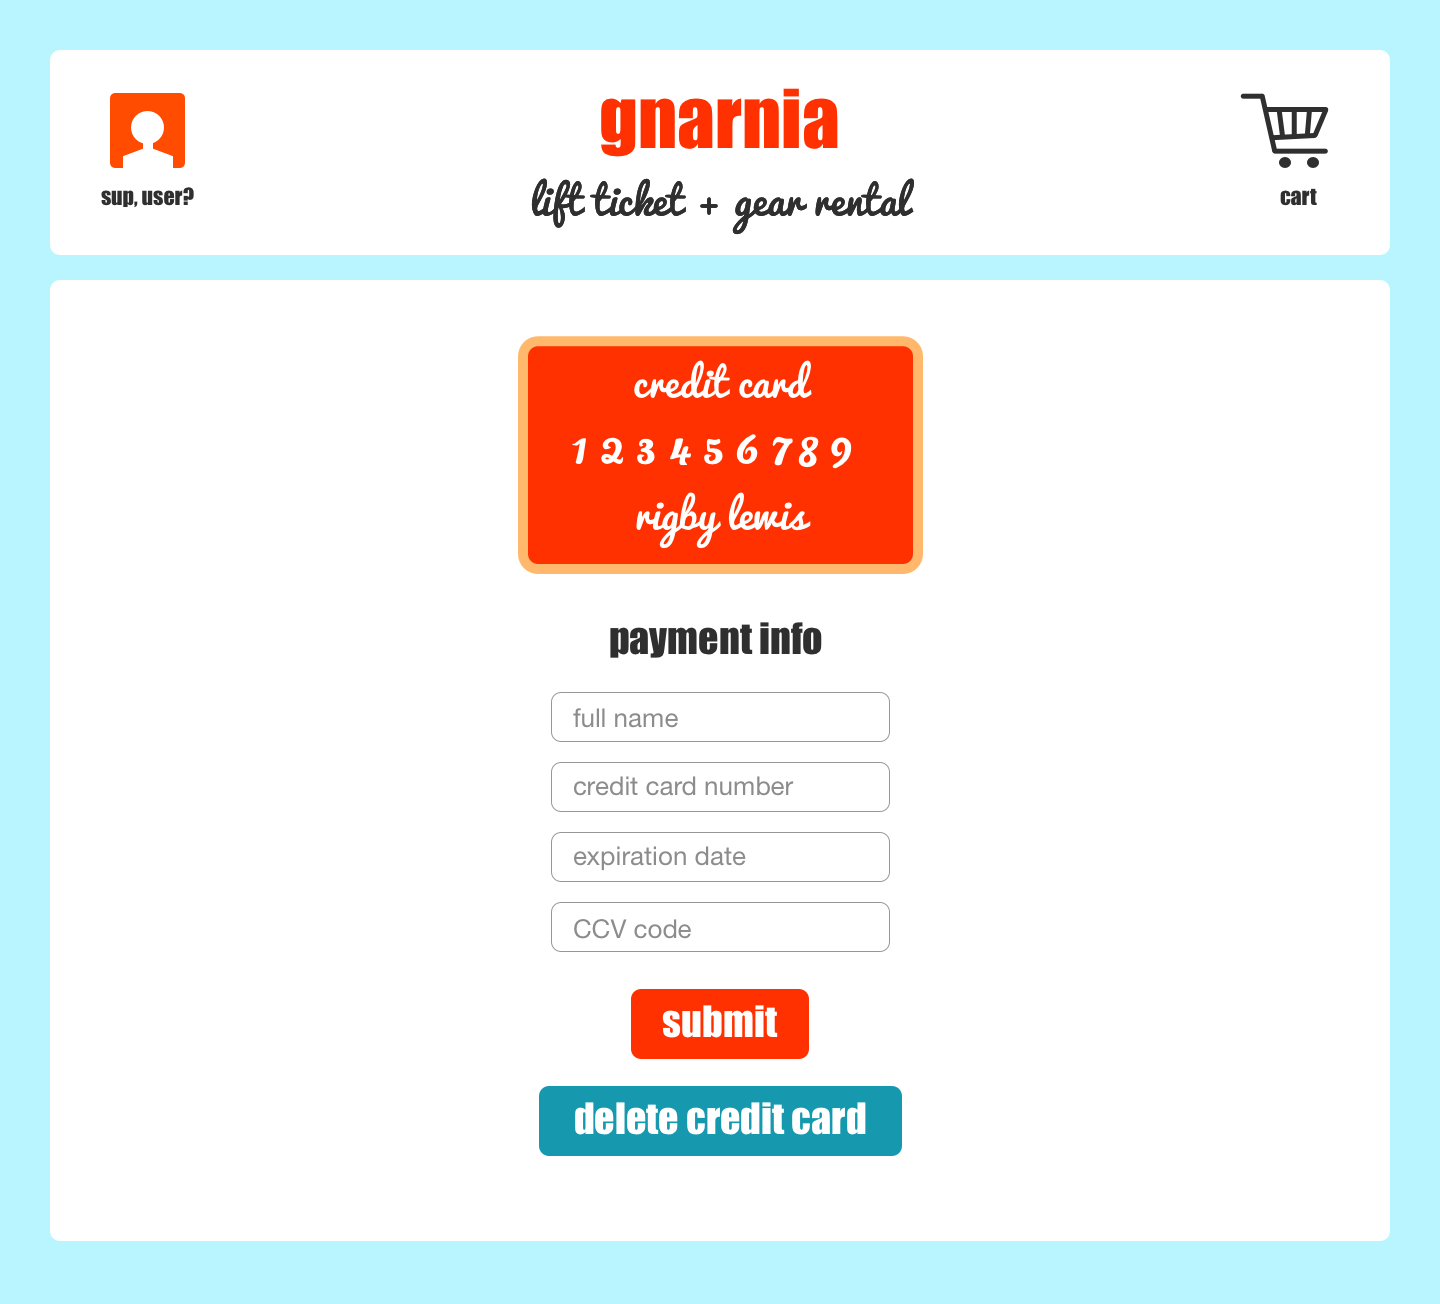 gnarnia
lift ticket + gear rental
sup, user?
cart
credit card
1 2 3 4 5 6 7 8 9
rigby lewis
payment info
full name
credit card number
expiration date
CCV code
submit
delete credit card